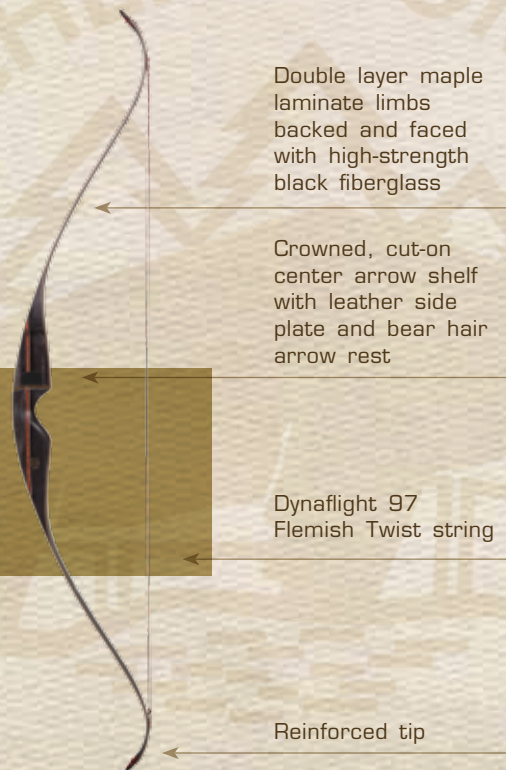 Double layer maple
laminate limbs
backed and faced
with high-strength
black fiberglass
Crowned, cut-on
center arrow shelf
with leather side
plate and bear hair
arrow rest
Dynaflight 97
Flemish Twist string
Reinforced tip